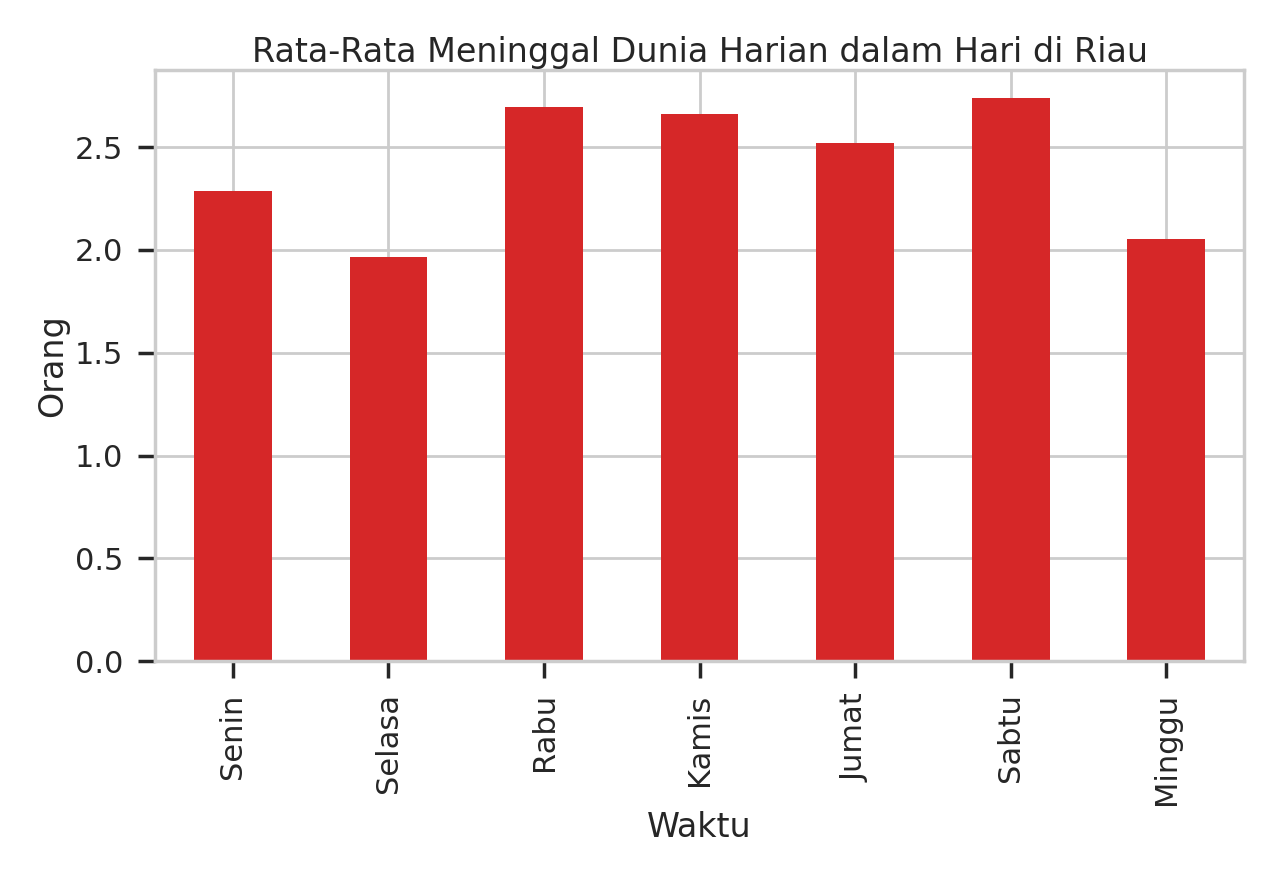 Rata-Rata Meninggal Dunia Harian dalam Hari di Riau
Orang
2.5
2.0
1.5
1.0
0.5
0.0
Senin
Selasa
Rabu
Kamis
Jumat
Sabtu
Minggu
Waktu